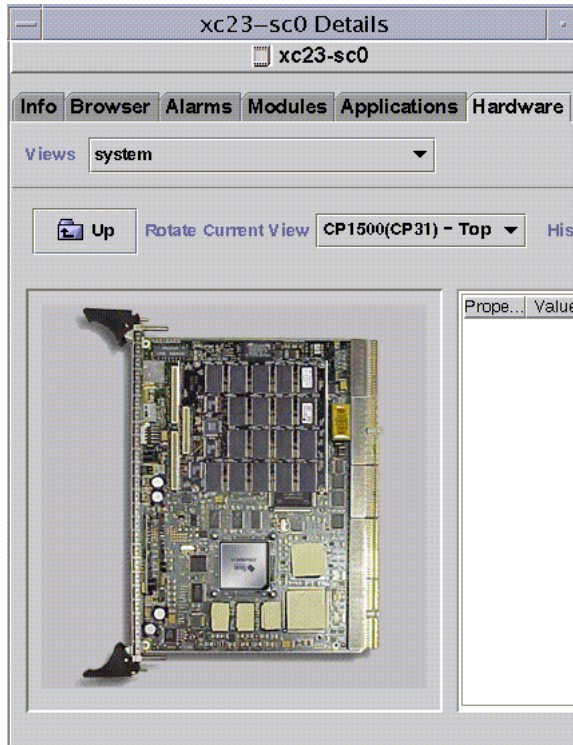 xc23-sc0 Details
xc23-sc0
Info Browser Alarms Modules Applications Hardware
Views system
Up Rotate Current View CP1500(CP31) - Top His
Prope... Value
Sun